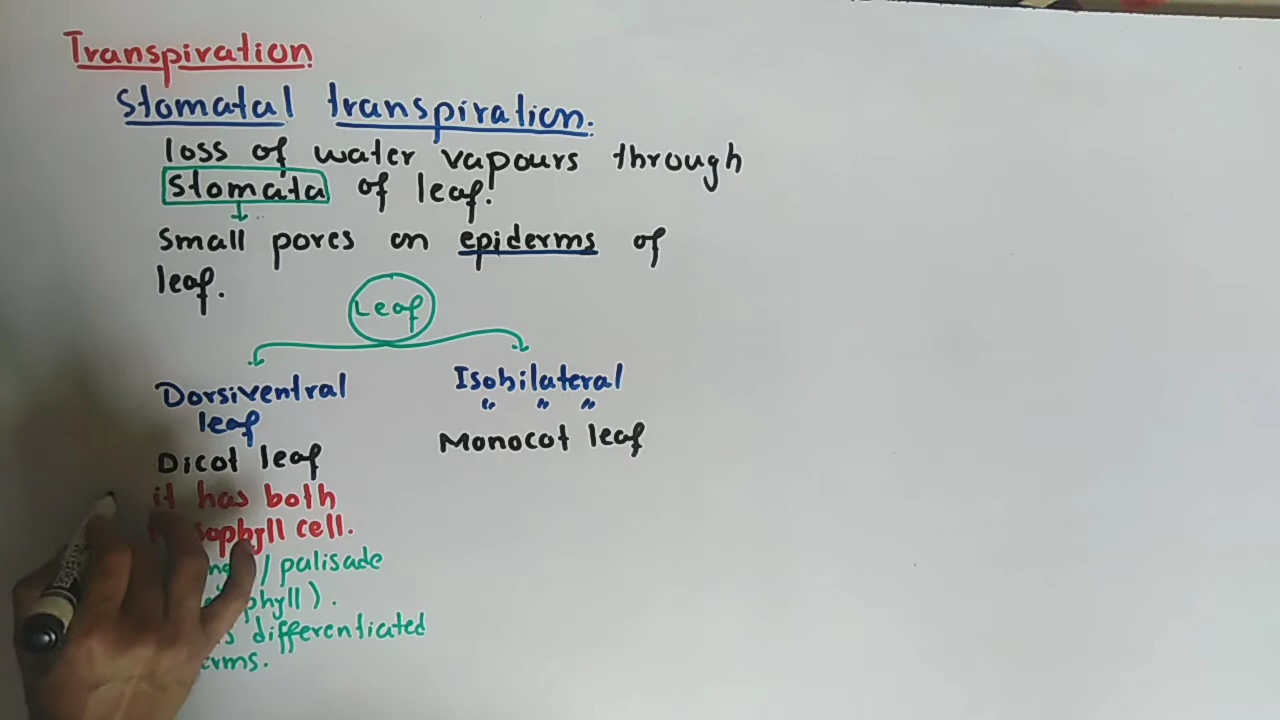 Transpiration
Stomatal transpiration.
loss of water vapours through
Stomata of leaf.
Small pores on epiderms of
leaf.
Leaf
Dorsiventral
leaf
Isobilateral
" " "
Dicot leaf
Monocot leaf
it has both
cell.
/ palisade
differentiated